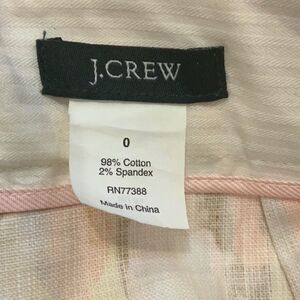 J.CREW
0
98% Cotton
2% Spandex
RN77388
Made in China